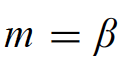 m = β